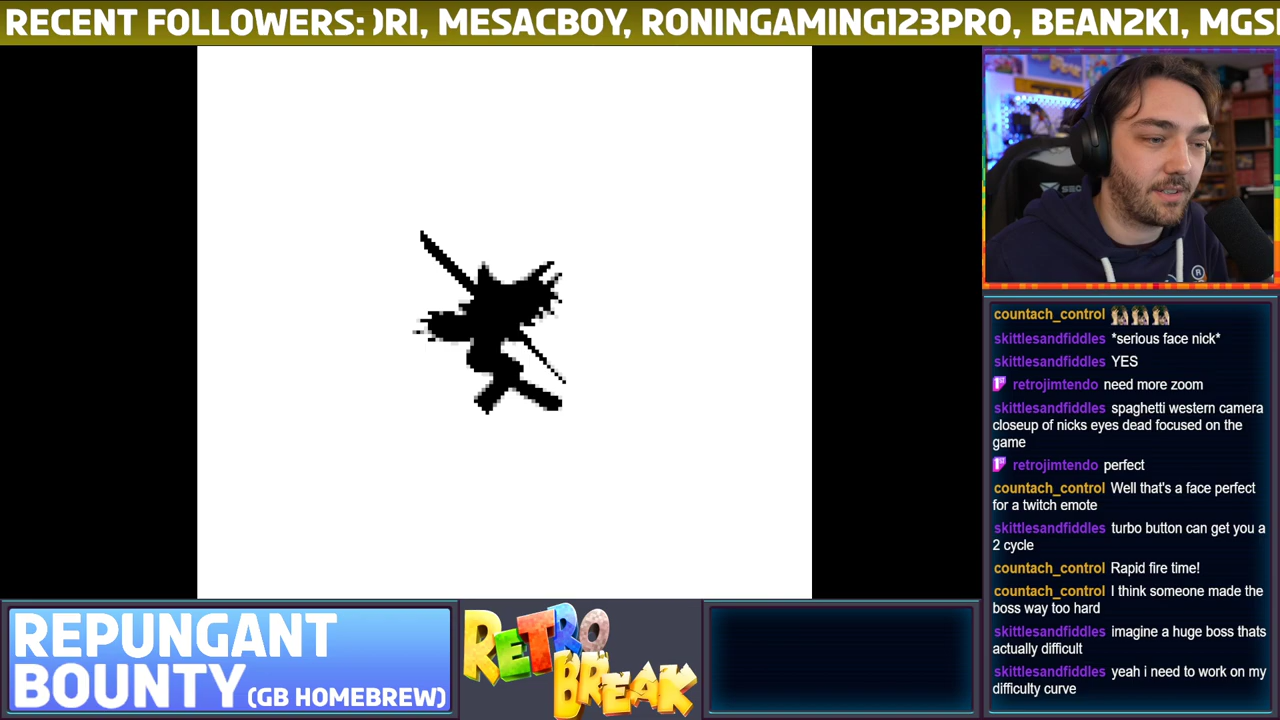 RECENT FOLLOWERS: )RI, MESACBOY, RONINGAMING123PRO, BEAN2K1, MGS
countach_control
skittlesandfiddles *serious face nick*
skittlesandfiddles YES
1ST retrojimtendo need more zoom
skittlesandfiddles spaghetti western camera
closeup of nicks eyes dead focused on the
game
1ST retrojimtendo perfect
countach_control Well that's a face perfect
for a twitch emote
skittlesandfiddles turbo button can get you a
2 cycle
countach_control Rapid fire time!
countach_control I think someone made the
boss way too hard
skittlesandfiddles imagine a huge boss thats
actually difficult
skittlesandfiddles yeah i need to work on my
difficulty curve
REPUNGANT
BOUNTY (GB HOMEBREW)
RETRO
BREAK